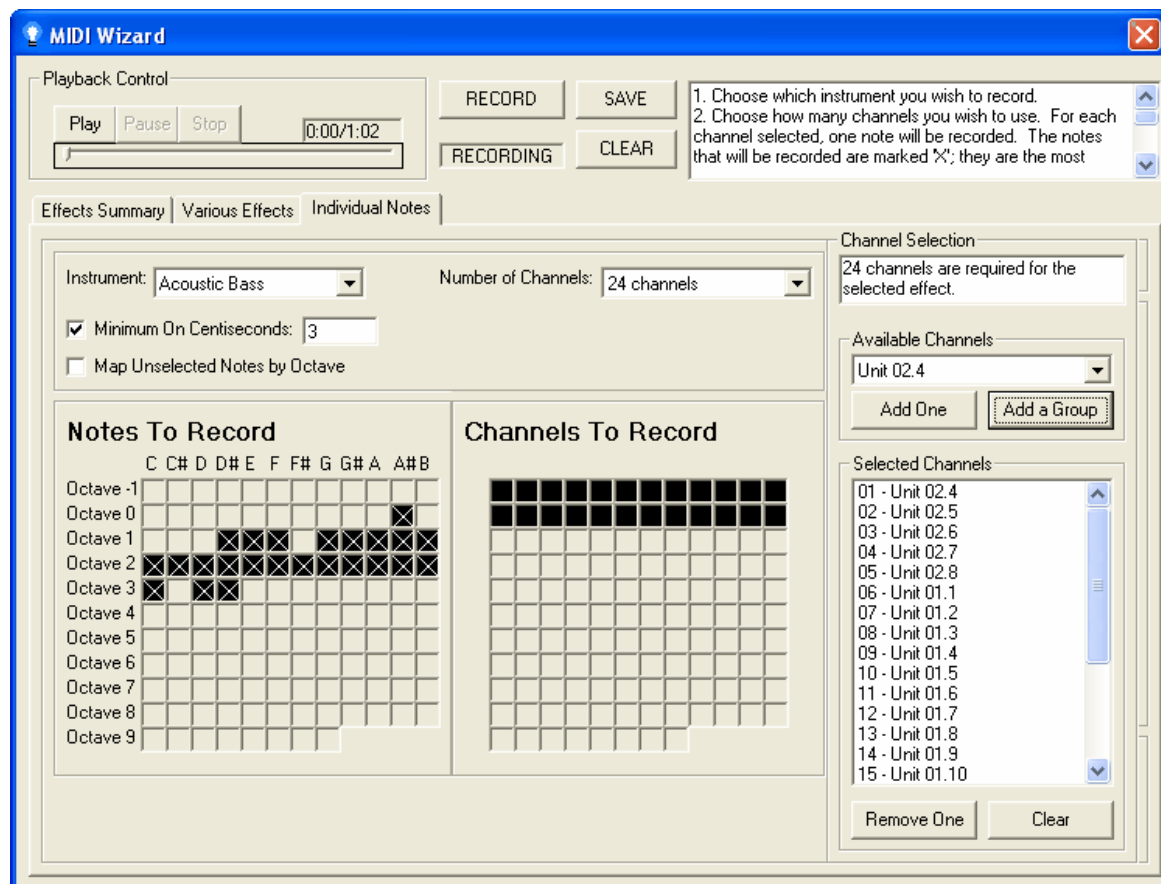 MIDI Wizard
Playback Control
Play Pause Stop 0:00/1:02
RECORD SAVE
RECORDING CLEAR
1. Choose which instrument you wish to record.
2. Choose how many channels you wish to use. For each
channel selected, one note will be recorded. The notes
that will be recorded are marked 'X'; they are the most
Effects Summary Various Effects Individual Notes
Instrument: Acoustic Bass
Number of Channels: 24 channels
Minimum On Centiseconds: 3
Map Unselected Notes by Octave
Notes To Record
C C# D D# E F F# G G# A A# B
Octave -1
Octave 0
Octave 1
Octave 2
Octave 3
Octave 4
Octave 5
Octave 6
Octave 7
Octave 8
Octave 9
Channels To Record
Channel Selection
24 channels are required for the
selected effect.
Available Channels
Unit 02.4
Add One Add a Group
Selected Channels
01 - Unit 02.4
02 - Unit 02.5
03 - Unit 02.6
04 - Unit 02.7
05 - Unit 02.8
06 - Unit 01.1
07 - Unit 01.2
08 - Unit 01.3
09 - Unit 01.4
10 - Unit 01.5
11 - Unit 01.6
12 - Unit 01.7
13 - Unit 01.8
14 - Unit 01.9
15 - Unit 01.10
Remove One Clear